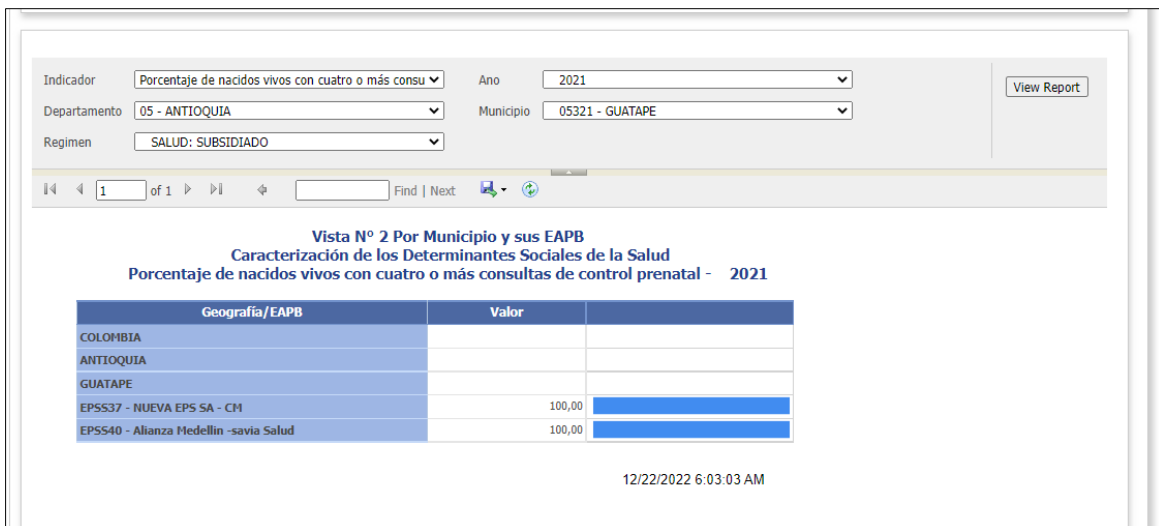 Indicador Porcentaje de nacidos vivos con cuatro o más consu Ano 2021 View Report
Departamento 05 - ANTIOQUIA Municipio 05321 - GUATAPE
Regimen SALUD: SUBSIDIADO
1 of 1 Find | Next
Vista Nº 2 Por Municipio y sus EAPB
Caracterización de los Determinantes Sociales de la Salud
Porcentaje de nacidos vivos con cuatro o más consultas de control prenatal - 2021
Geografía/EAPB Valor
COLOMBIA
ANTIOQUIA
GUATAPE
EPSS37 - NUEVA EPS SA - CM 100,00
EPSS40 - Alianza Medellin -savia Salud 100,00
12/22/2022 6:03:03 AM